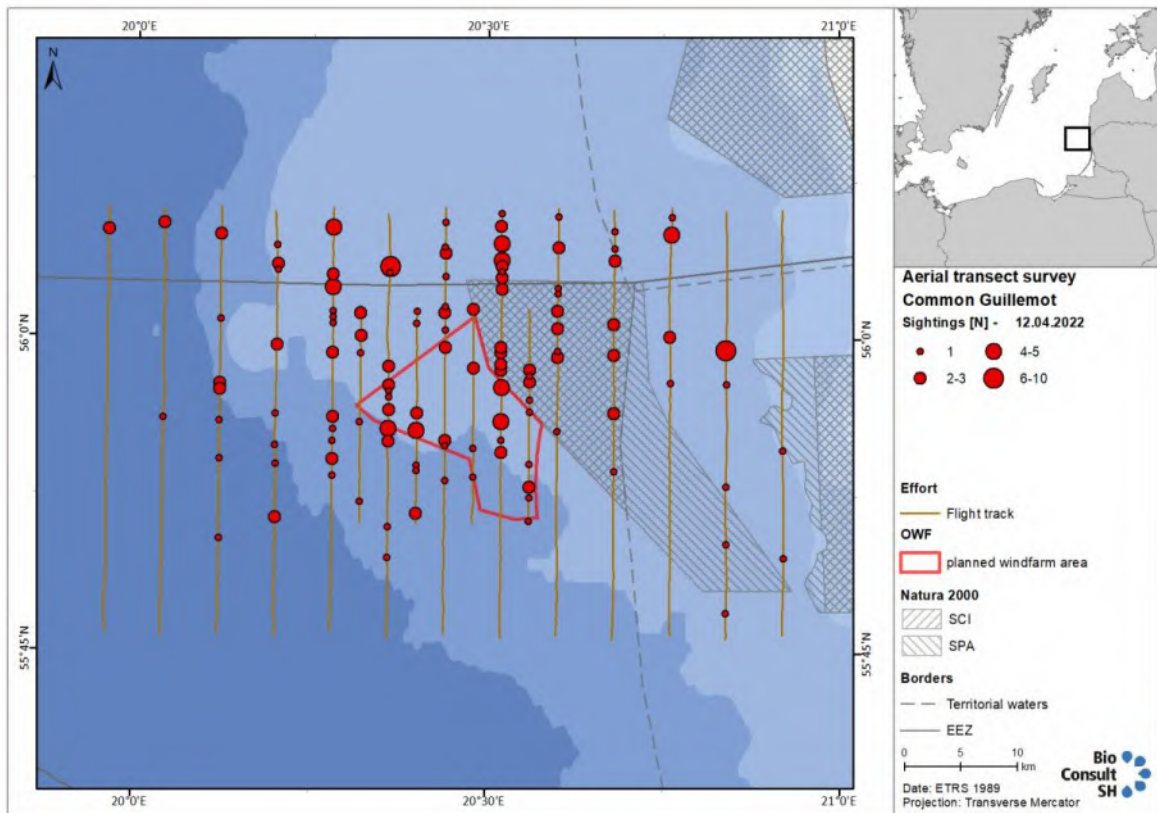 20°0'E
20°30'E
21°0'E
N
56°0'N
56°0'N
55°45'N
55°45'N
20°0'E
20°30'E
21°0'E
Aerial transect survey
Common Guillemot
Sightings [N] - 12.04.2022
1
4-5
2-3
6-10
Effort
Flight track
OWF
planned windfarm area
Natura 2000
SCI
SPA
Borders
Territorial waters
EEZ
0 5 10
km
Date: ETRS 1989
Projection: Transverse Mercator
Bio
Consult
SH